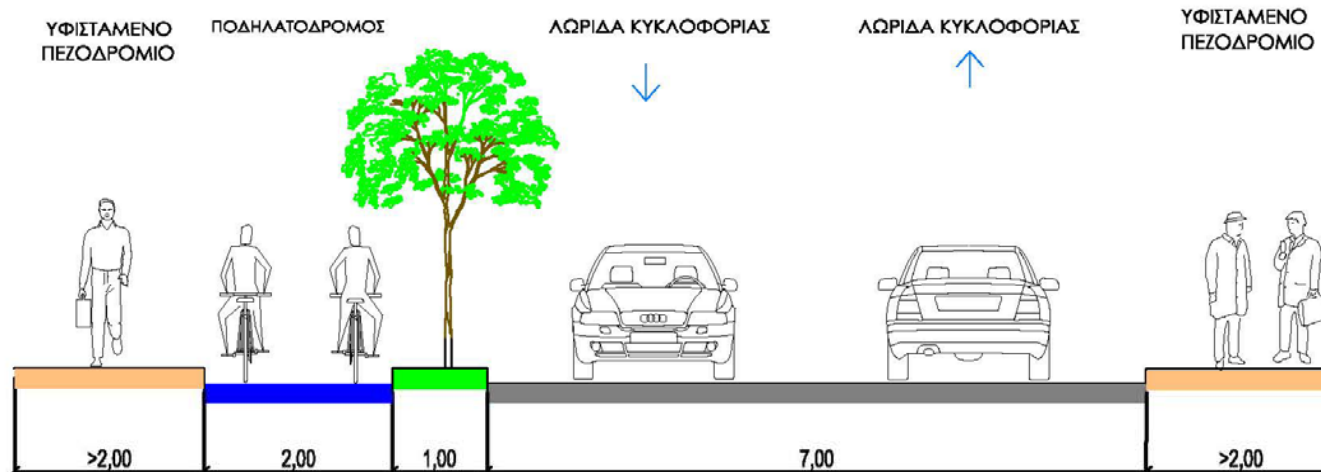 ΥΦΙΣΤΑΜΕΝΟ
ΠΕΖΟΔΡΟΜΙΟ
ΠΟΔΗΛΑΤΟΔΡΟΜΟΣ
ΛΩΡΙΔΑ ΚΥΚΛΟΦΟΡΙΑΣ
ΛΩΡΙΔΑ ΚΥΚΛΟΦΟΡΙΑΣ
ΥΦΙΣΤΑΜΕΝΟ
ΠΕΖΟΔΡΟΜΙΟ
>2,00
2,00
1,00
7,00
>2,00